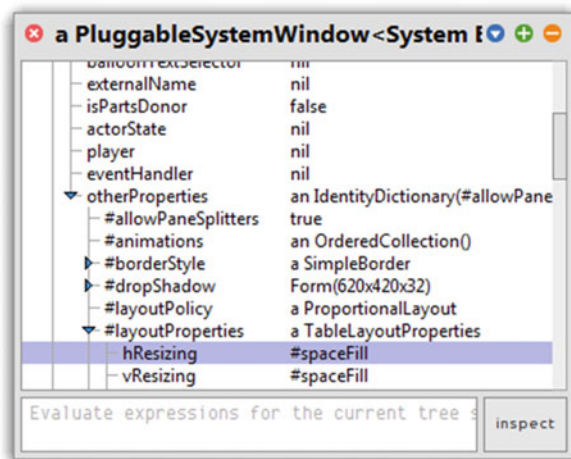 a PluggableSystemWindow<System E
balloonTextSelector nil
externalName nil
isPartsDonor false
actorState nil
player nil
eventHandler nil
otherProperties an IdentityDictionary(#allowPane
#allowPaneSplitters true
#animations an OrderedCollection()
#borderStyle a SimpleBorder
#dropShadow Form(620x420x32)
#layoutPolicy a ProportionalLayout
#layoutProperties a TableLayoutProperties
hResizing #spaceFill
vResizing #spaceFill
Evaluate expressions for the current tree s
inspect